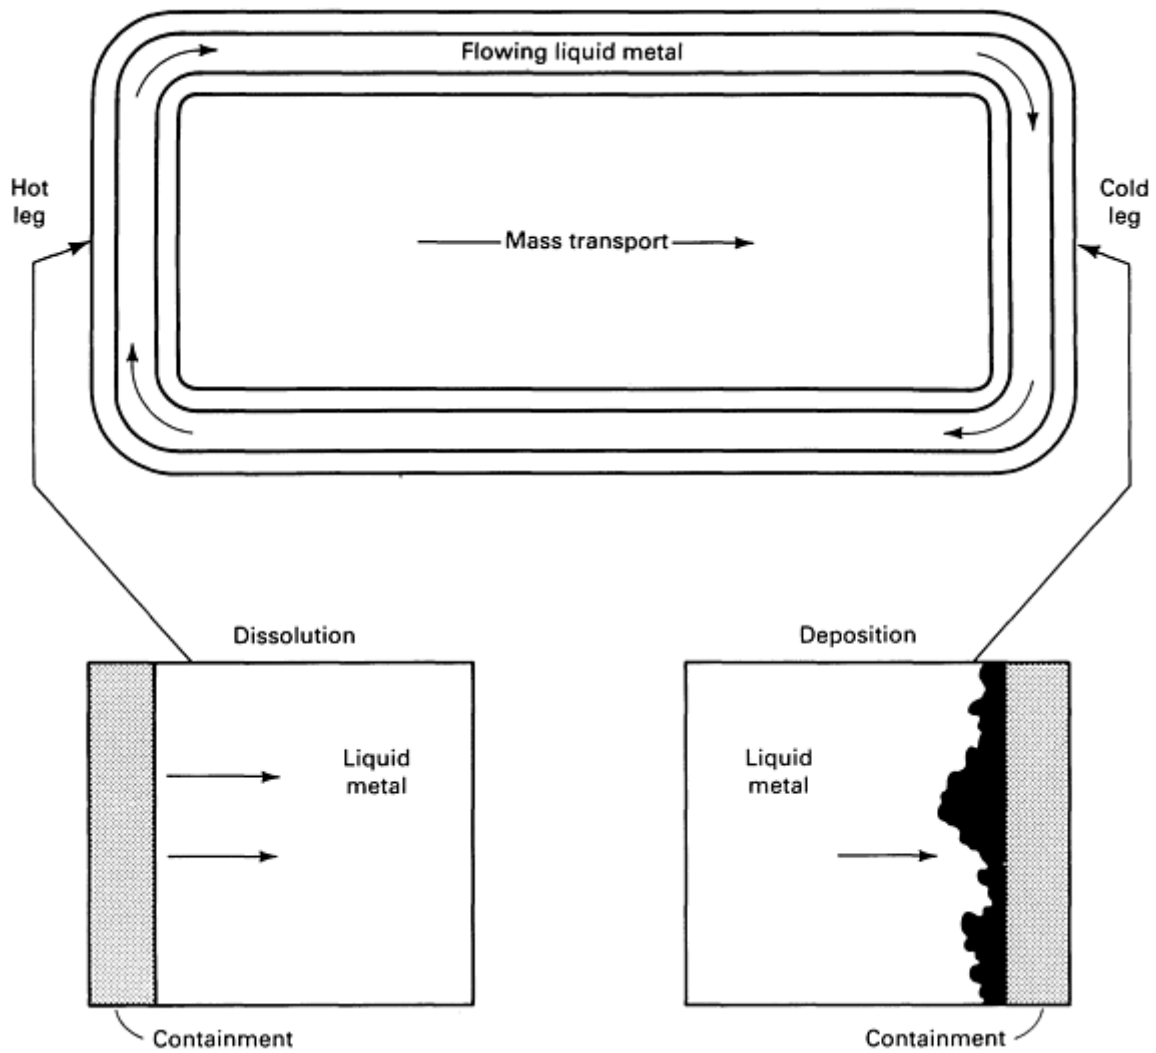 Flowing liquid metal
Hot
leg
Cold
leg
Mass transport
Dissolution
Deposition
Liquid
metal
Liquid
metal
Containment
Containment